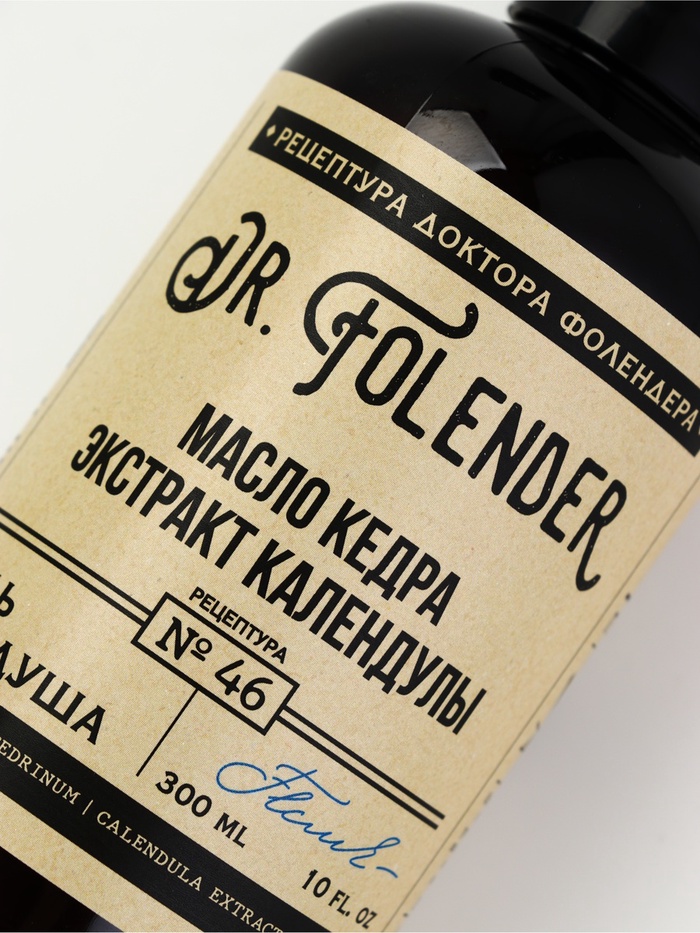 РЕЦЕПТУРА ДОКТОРА ФОЛЕНДЕРА
DR. FOLENDER
МАСЛО КЕДРА
ЭКСТРАКТ КАЛЕНДУЛЫ
РЕЦЕПТУРА
№ 46
ДУША
300 ML
10 FL. OZ
EDRINUM | CALENDULA EXTRACT